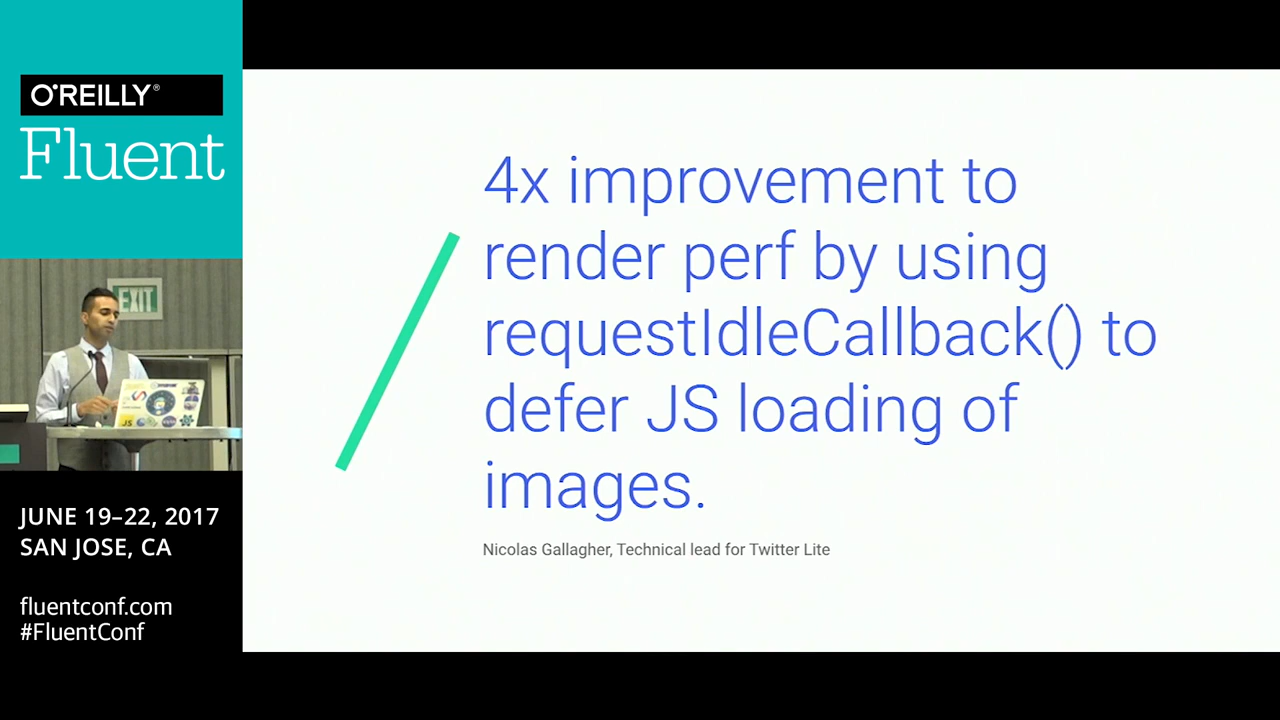 O'REILLY®
Fluent
EXIT
JS
JUNE 19–22, 2017
SAN JOSE, CA
fluentconf.com
#FluentConf
4x improvement to
render perf by using
requestIdleCallback() to
defer JS loading of
images.
Nicolas Gallagher, Technical lead for Twitter Lite